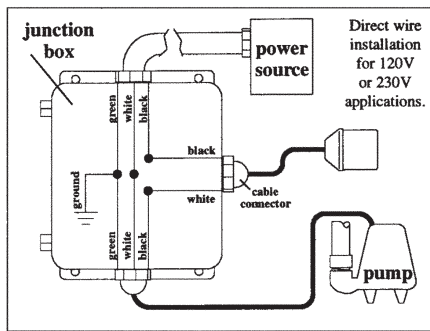 junction
box
power
source
Direct wire
installation
for 120V
or 230V
applications.
green
white
black
black
white
cable
connector
ground
green
white
black
pump